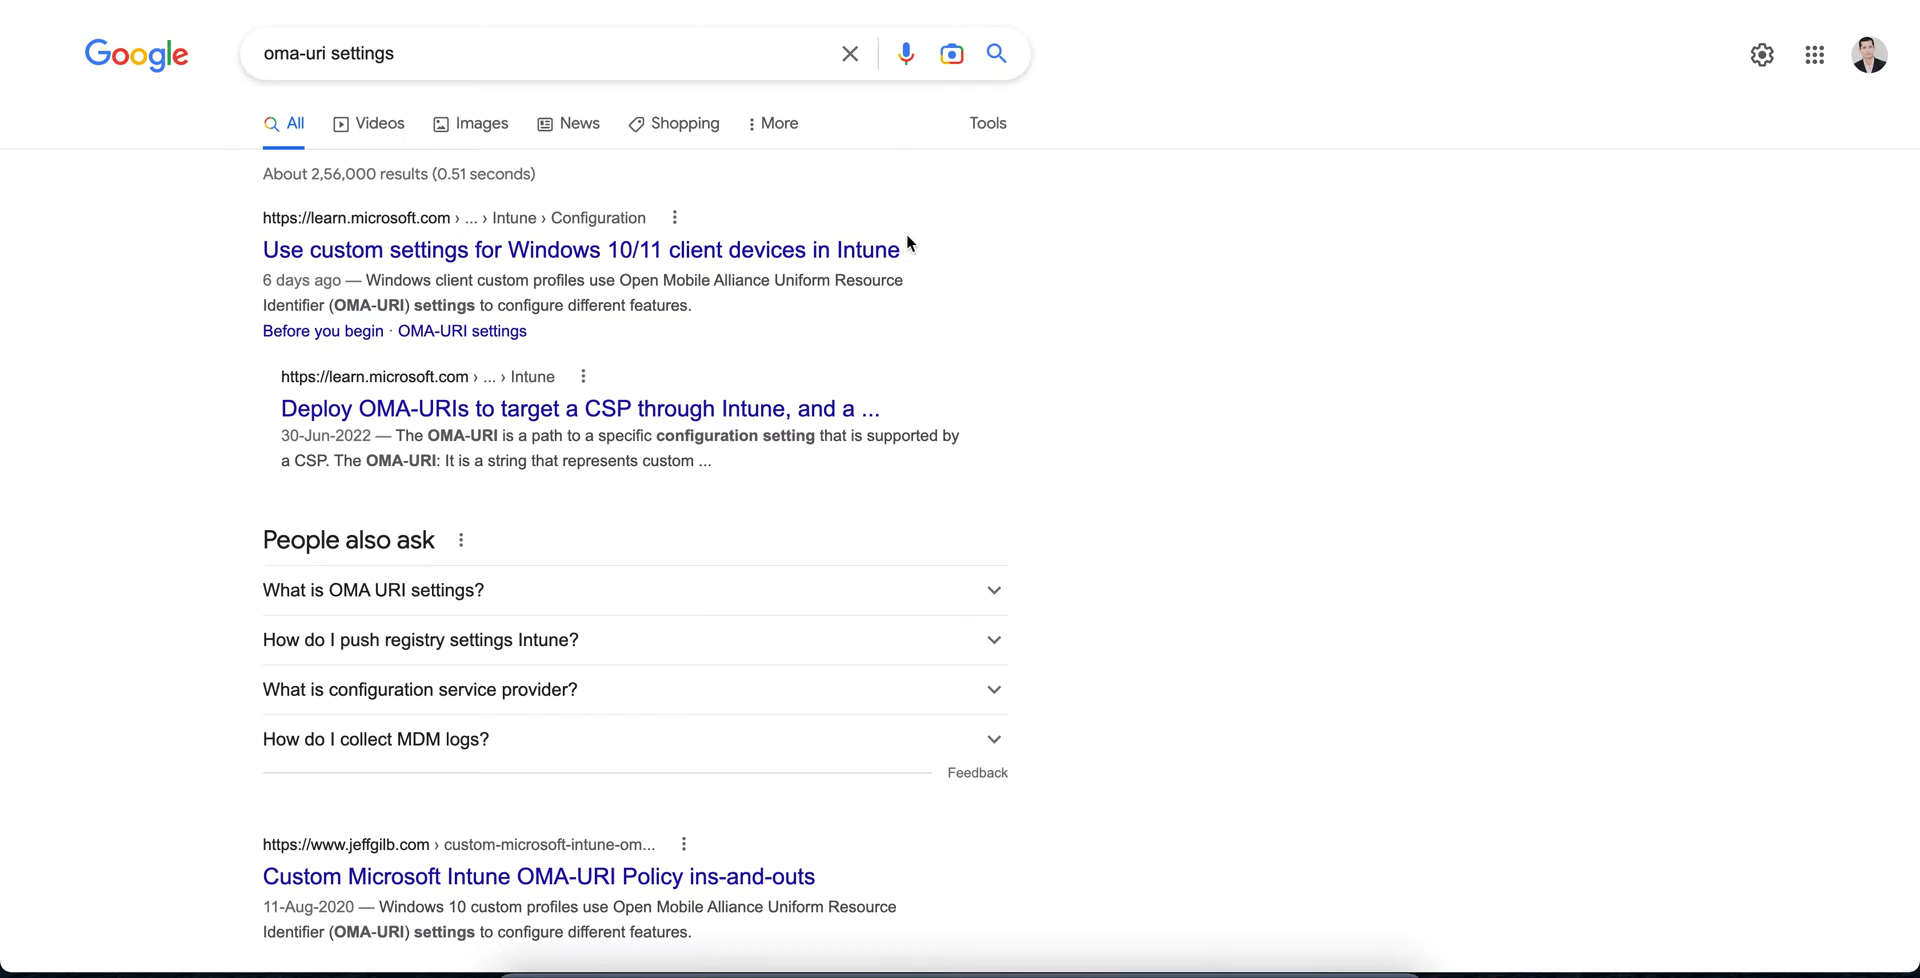 Google
oma-uri settings
All Videos Images News Shopping More Tools
About 2,56,000 results (0.51 seconds)
https://learn.microsoft.com › ... › Intune › Configuration
Use custom settings for Windows 10/11 client devices in Intune
6 days ago — Windows client custom profiles use Open Mobile Alliance Uniform Resource
Identifier (OMA-URI) settings to configure different features.
Before you begin · OMA-URI settings
https://learn.microsoft.com › ... › Intune
Deploy OMA-URIs to target a CSP through Intune, and a ...
30-Jun-2022 — The OMA-URI is a path to a specific configuration setting that is supported by
a CSP. The OMA-URI: It is a string that represents custom ...
People also ask
What is OMA URI settings?
How do I push registry settings Intune?
What is configuration service provider?
How do I collect MDM logs?
Feedback
https://www.jeffgilb.com › custom-microsoft-intune-om...
Custom Microsoft Intune OMA-URI Policy ins-and-outs
11-Aug-2020 — Windows 10 custom profiles use Open Mobile Alliance Uniform Resource
Identifier (OMA-URI) settings to configure different features.